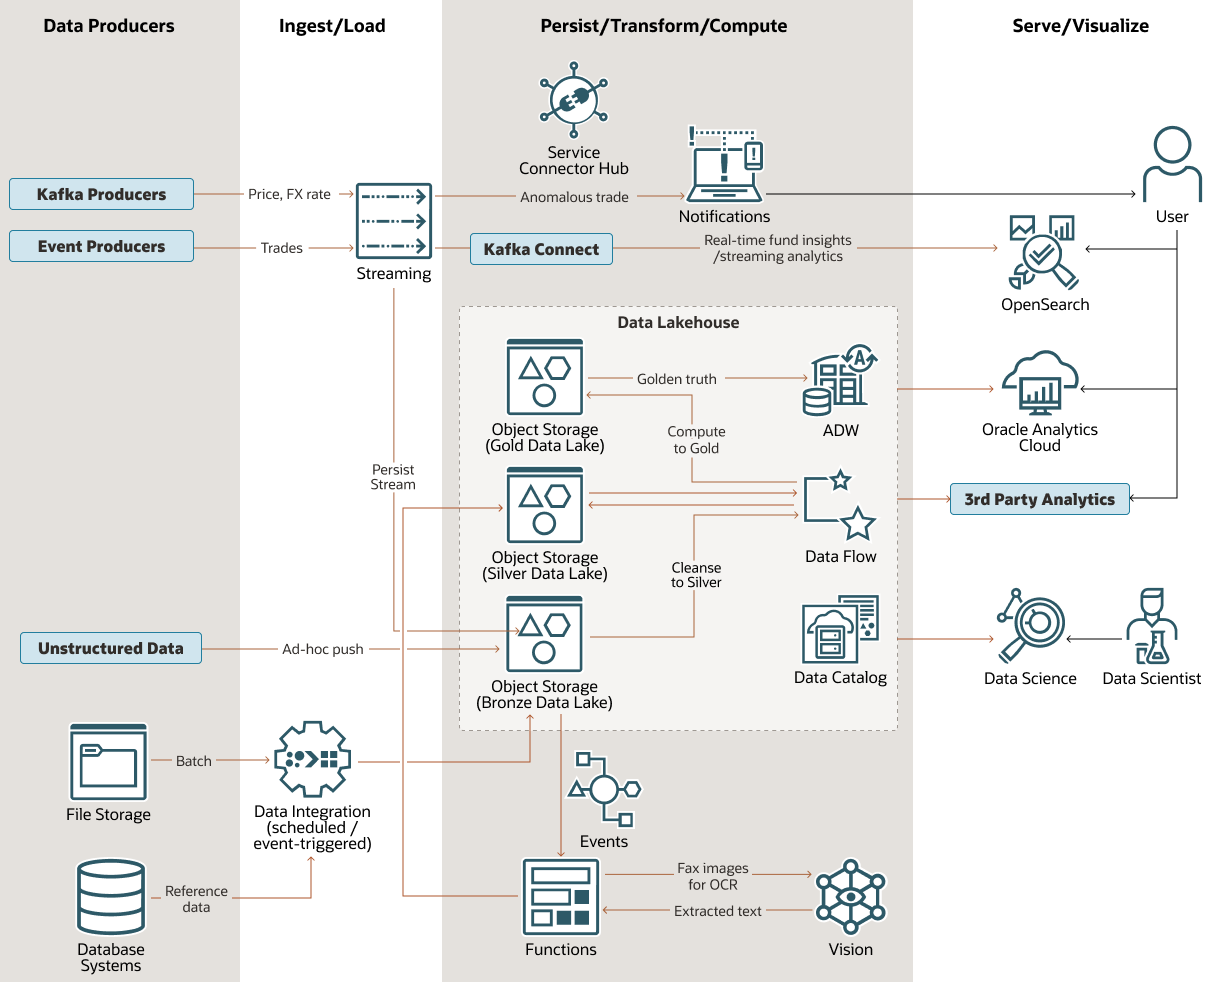 Data Producers
Ingest/Load
Persist/Transform/Compute
Serve/Visualize
Service
Connector Hub
Kafka Producers
Price, FX rate
Anomalous trade
Notifications
User
Event Producers
Trades
Streaming
Kafka Connect
Real-time fund insights
/streaming analytics
OpenSearch
Data Lakehouse
Object Storage
(Gold Data Lake)
Golden truth
A
ADW
Compute
to Gold
Oracle Analytics
Cloud
Persist
Stream
Object Storage
(Silver Data Lake)
Data Flow
3rd Party Analytics
Cleanse
to Silver
Unstructured Data
Ad-hoc push
Object Storage
(Bronze Data Lake)
Data Catalog
Data Science
Data Scientist
File Storage
Batch
Data Integration
(scheduled /
event-triggered)
Events
Database
Systems
Reference
data
Functions
Fax images
for OCR
Extracted text
Vision